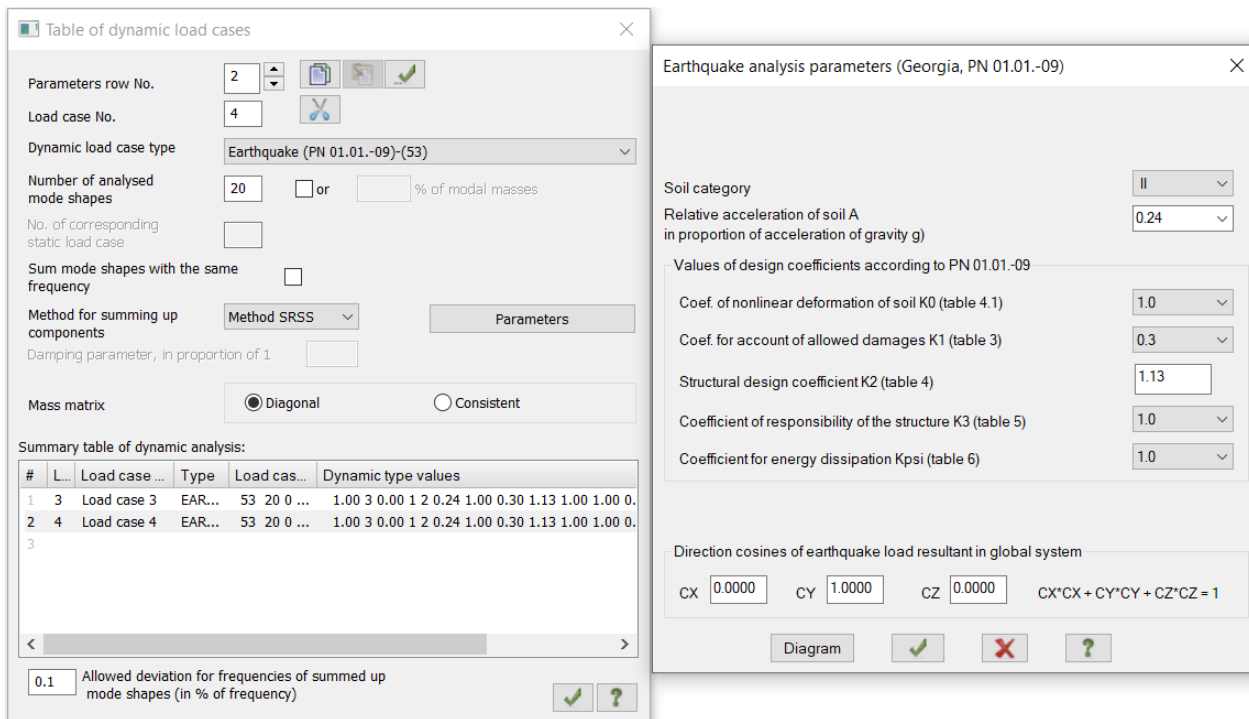 Table of dynamic load cases
Parameters row No. 2
Load case No. 4
Dynamic load case type Earthquake (PN 01.01.-09)-(53)
Number of analysed
mode shapes 20 or % of modal masses
No. of corresponding
static load case
Sum mode shapes with the same
frequency
Method for summing up
components Method SRSS Parameters
Damping parameter, in proportion of 1
Mass matrix Diagonal Consistent
Summary table of dynamic analysis:
# L... Load case ... Type Load cas... Dynamic type values
1 3 Load case 3 EAR... 53 20 0 ... 1.00 3 0.00 1 2 0.24 1.00 0.30 1.13 1.00 1.00 0.
2 4 Load case 4 EAR... 53 20 0 ... 1.00 3 0.00 1 2 0.24 1.00 0.30 1.13 1.00 1.00 0.
3
0.1 Allowed deviation for frequencies of summed up
mode shapes (in % of frequency)
Earthquake analysis parameters (Georgia, PN 01.01.-09)
Soil category II
Relative acceleration of soil A 0.24
in proportion of acceleration of gravity g)
Values of design coefficients according to PN 01.01.-09
Coef. of nonlinear deformation of soil K0 (table 4.1) 1.0
Coef. for account of allowed damages K1 (table 3) 0.3
Structural design coefficient K2 (table 4) 1.13
Coefficient of responsibility of the structure K3 (table 5) 1.0
Coefficient for energy dissipation Kpsi (table 6) 1.0
Direction cosines of earthquake load resultant in global system
CX 0.0000 CY 1.0000 CZ 0.0000 CX*CX + CY*CY + CZ*CZ = 1
Diagram